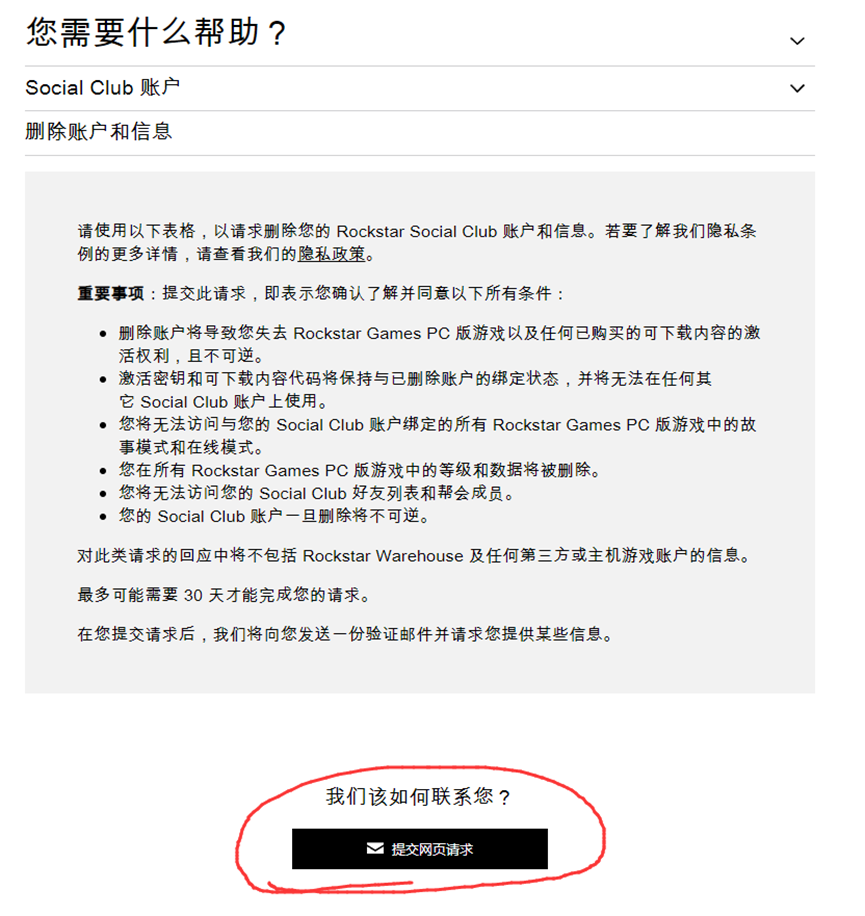 您需要什么帮助？
Social Club 账户
删除账户和信息
请使用以下表格，以请求删除您的 Rockstar Social Club 账户和信息。若要了解我们隐私条
例的更多详情，请查看我们的隐私政策。
重要事项：提交此请求，即表示您确认了解并同意以下所有条件：
• 删除账户将导致您失去 Rockstar Games PC 版游戏以及任何已购买的可下载内容的激
活权利，且不可逆。
• 激活密钥和可下载内容代码将保持与已删除账户的绑定状态，并将无法在任何其
它 Social Club 账户上使用。
• 您将无法访问与您的 Social Club 账户绑定的所有 Rockstar Games PC 版游戏中的故
事模式和在线模式。
• 您在所有 Rockstar Games PC 版游戏中的等级和数据将被删除。
• 您将无法访问您的 Social Club 好友列表和帮会成员。
• 您的 Social Club 账户一旦删除将不可逆。
对此类请求的回应中将不包括 Rockstar Warehouse 及任何第三方或主机游戏账户的信息。
最多可能需要 30 天才能完成您的请求。
在您提交请求后，我们将向您发送一份验证邮件并请求您提供某些信息。
我们该如何联系您？
提交网页请求